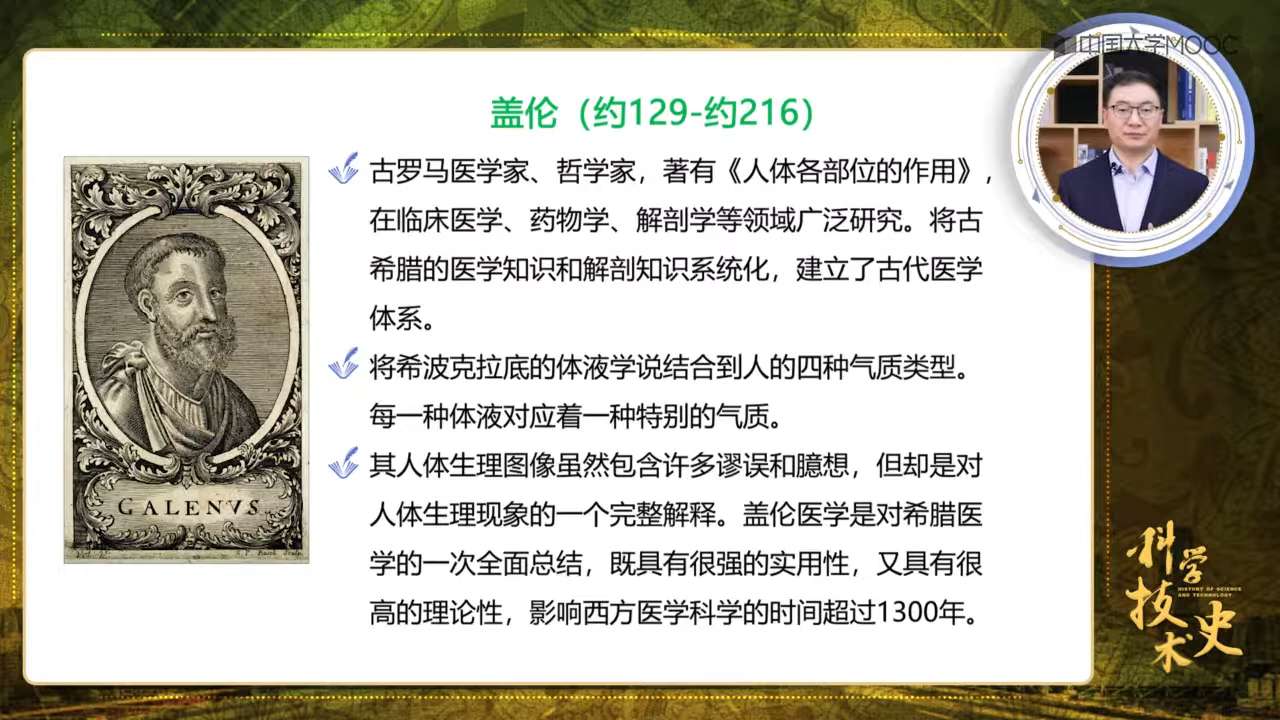 中国大学MOOC
盖伦（约129-约216）
古罗马医学家、哲学家，著有《人体各部位的作用》，
在临床医学、药物学、解剖学等领域广泛研究。将古
希腊的医学知识和解剖知识系统化，建立了古代医学
体系。
将希波克拉底的体液学说结合到人的四种气质类型。
每一种体液对应着一种特别的气质。
其人体生理图像虽然包含许多谬误和臆想，但却是对
人体生理现象的一个完整解释。盖伦医学是对希腊医
学的一次全面总结，既具有很强的实用性，又具有很
高的理论性，影响西方医学科学的时间超过1300年。
GALENVS
科学
技术史
HISTORY OF SCIENCE
AND TECHNOLOGY